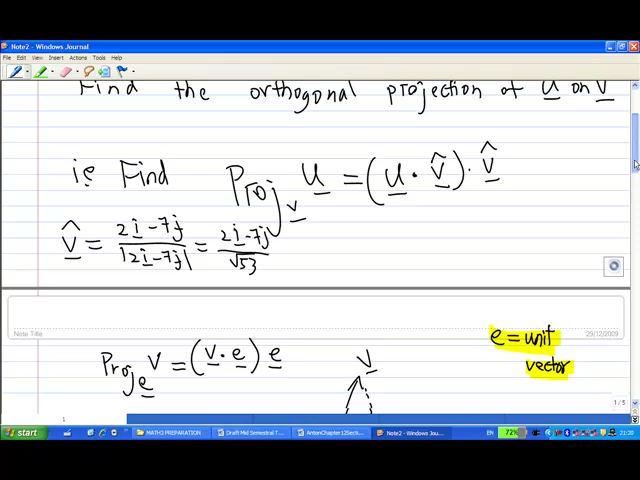 Note2 - Windows Journal
File Edit View Insert Actions Tools Help
Find the orthogonal projection of u on v
i.e Find Proj_v u = (u · v̂) · v̂
v̂ = 2i-7j / |2i-7j| = 2i-7j / √53
Note Title
29/12/2009
e = unit
vector
Proj_e v = (v · e) e
v
1
1/5
start
MATH3 PREPARATION
Draft Mid Semestral T...
AntonChapter12Secti...
Note2 - Windows Jour...
EN
72%
21:20